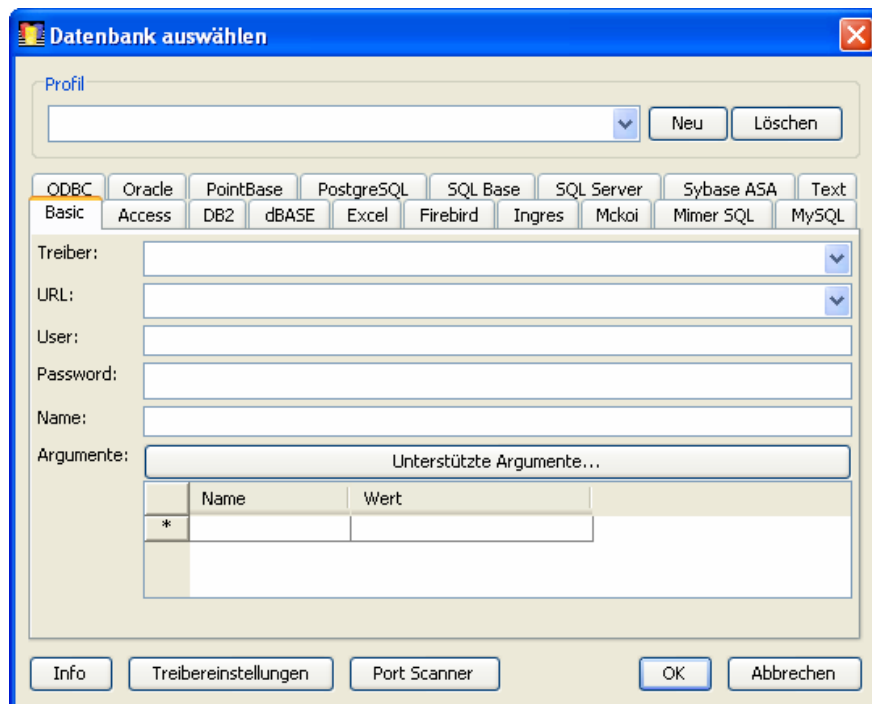 Datenbank auswählen
Profil
Neu
Löschen
ODBC Oracle PointBase PostgreSQL SQL Base SQL Server Sybase ASA Text
Basic Access DB2 dBASE Excel Firebird Ingres Mckoi Mimer SQL MySQL
Treiber:
URL:
User:
Password:
Name:
Argumente: Unterstützte Argumente...
Name Wert
*
Info Treibereinstellungen Port Scanner OK Abbrechen